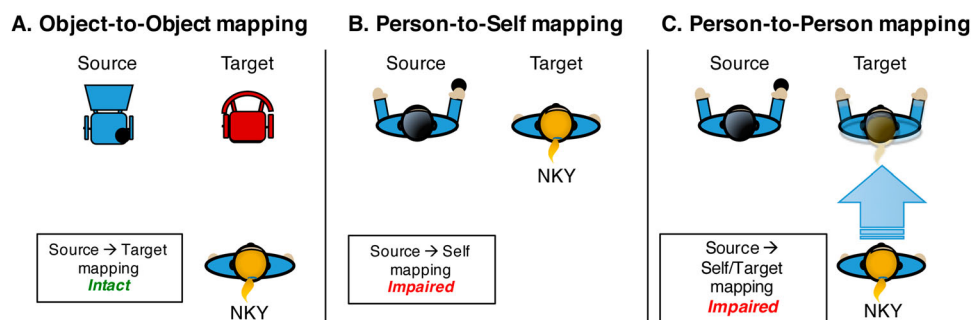 A. Object-to-Object mapping
Source Target
Source → Target
mapping
Intact
NKY
B. Person-to-Self mapping
Source Target
NKY
Source → Self
mapping
Impaired
C. Person-to-Person mapping
Source Target
Source →
Self/Target
mapping
Impaired
NKY